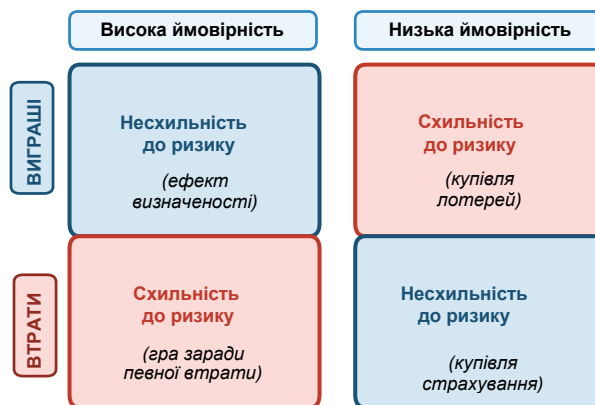 Висока ймовірність
Низька ймовірність
ВИГРАШІ
Несхильність
до ризику
(ефект
визначеності)
Схильність
до ризику
(купівля
лотерей)
ВТРАТИ
Схильність
до ризику
(гра заради
певної втрати)
Несхильність
до ризику
(купівля
страхування)